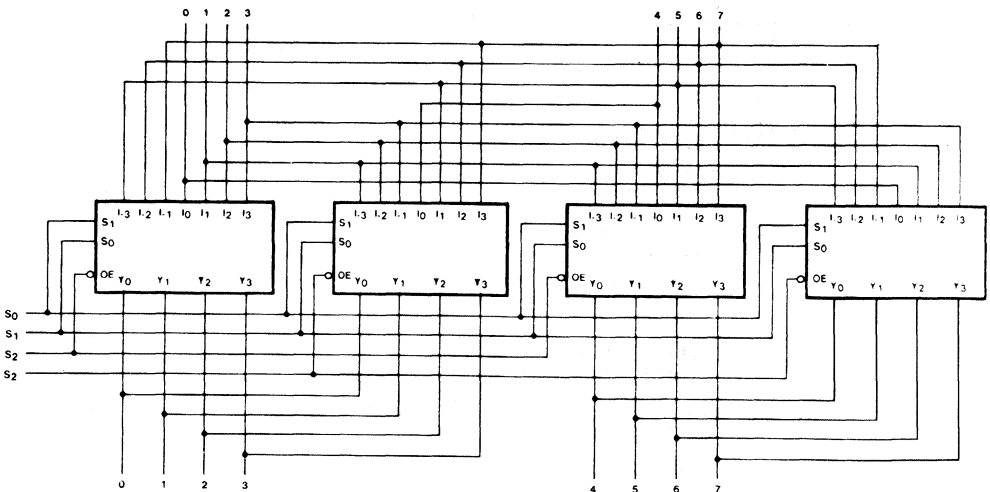 0 1 2 3 4 5 6 7
I-3 I-2 I-1 I0 I1 I2 I3
S1
S0
OE
Y0 Y1 Y2 Y3
I-3 I-2 I-1 I0 I1 I2 I3
S1
S0
OE
Y0 Y1 Y2 Y3
I-3 I-2 I-1 I0 I1 I2 I3
S1
S0
OE
Y0 Y1 Y2 Y3
I-3 I-2 I-1 I0 I1 I2 I3
S1
S0
OE
Y0 Y1 Y2 Y3
S0
S1
S2
S2
0 1 2 3 4 5 6 7